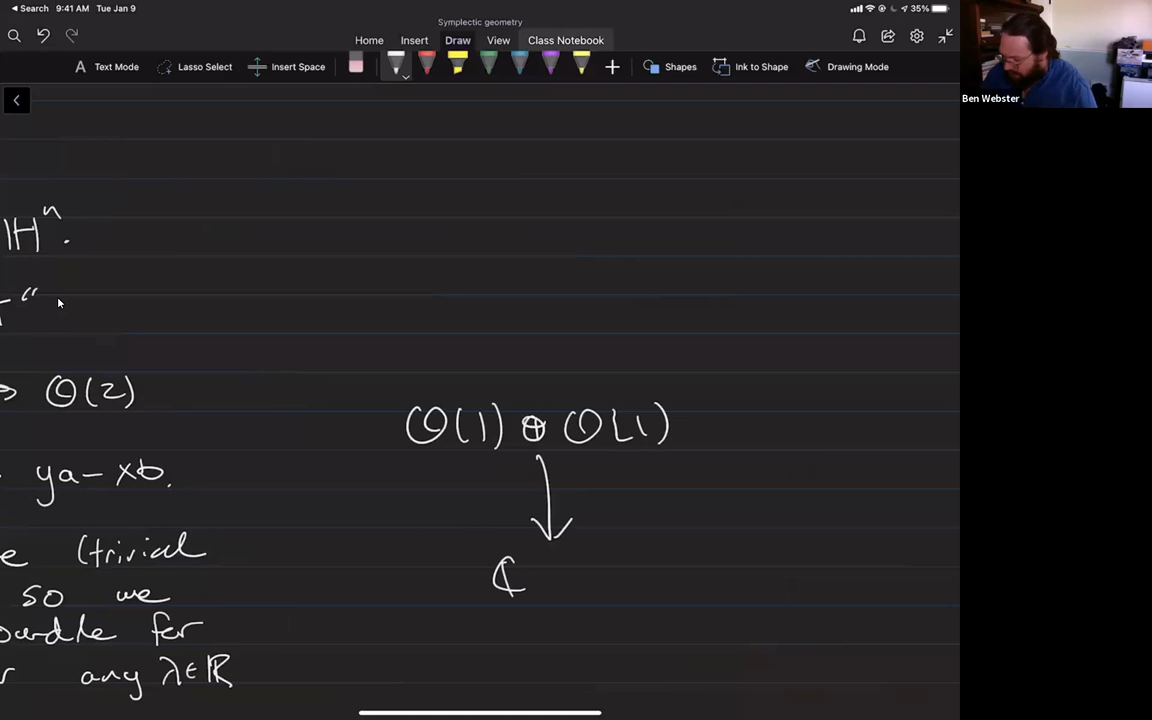 Search 9:41 AM Tue Jan 9
35%
Symplectic geometry
Home Insert Draw View Class Notebook
Text Mode Lasso Select Insert Space Shapes Ink to Shape Drawing Mode
Ben Webster
ℍⁿ.
"
O(2)
O(1) ⊕ O(1)
ya - xb.
(trivial
ℂ
so we
for
any λ∈ℝ